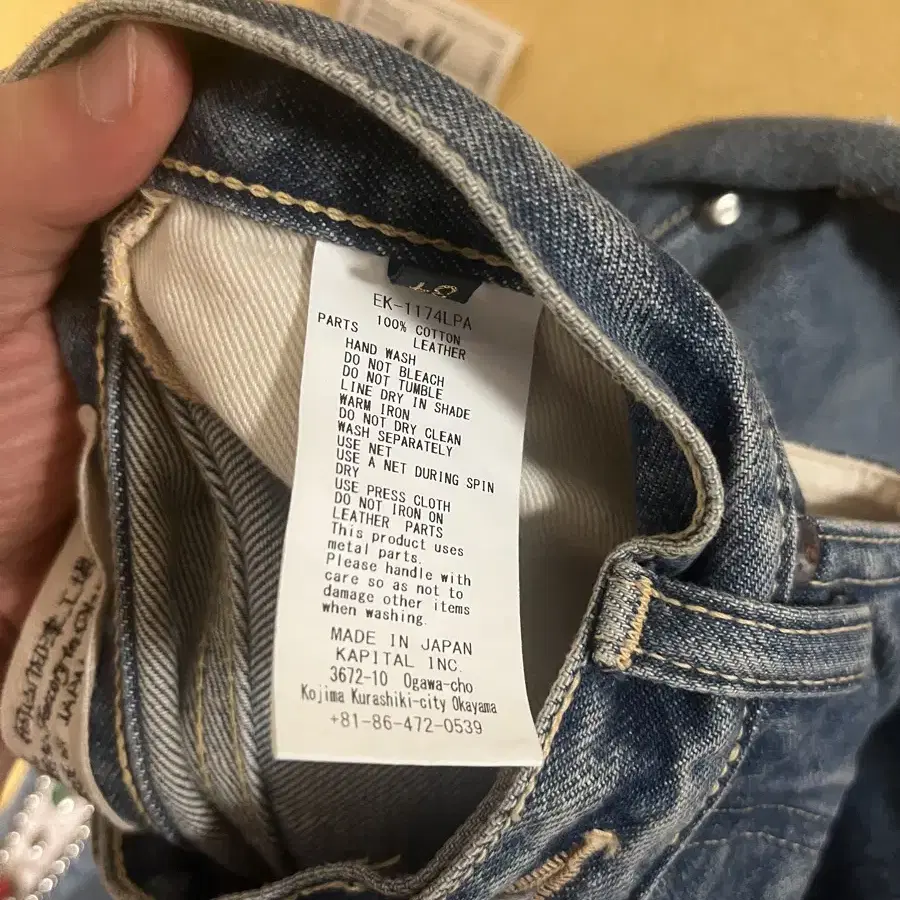 EK-1174LPA
100% COTTON
PARTS LEATHER
HAND WASH
DO NOT BLEACH
DO NOT TUMBLE
LINE DRY IN SHADE
WARM IRON
DO NOT DRY CLEAN
WASH SEPARATELY
USE NET
USE A NET DURING SPIN
DRY
USE PRESS CLOTH
DO NOT IRON ON
LEATHER PARTS
This product uses
metal parts.
Please handle with
care so as not to
damage other items
when washing.
MADE IN JAPAN
KAPITAL INC.
3672-10 Ogawa-cho
Kojima Kurashiki-city Okayama
+81-86-472-0539